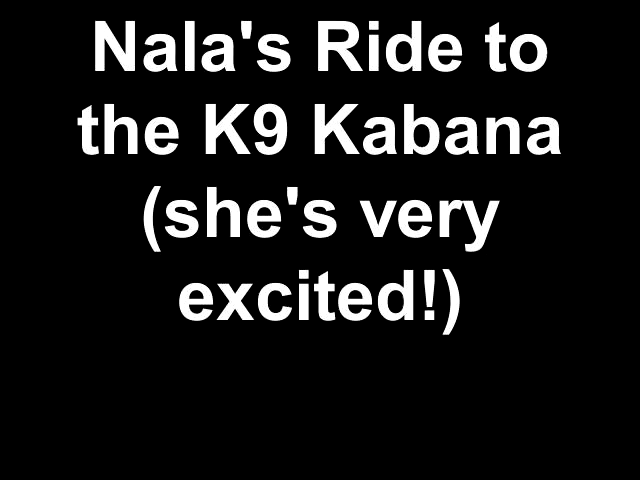 Nala's Ride to
the K9 Kabana
(she's very
excited!)